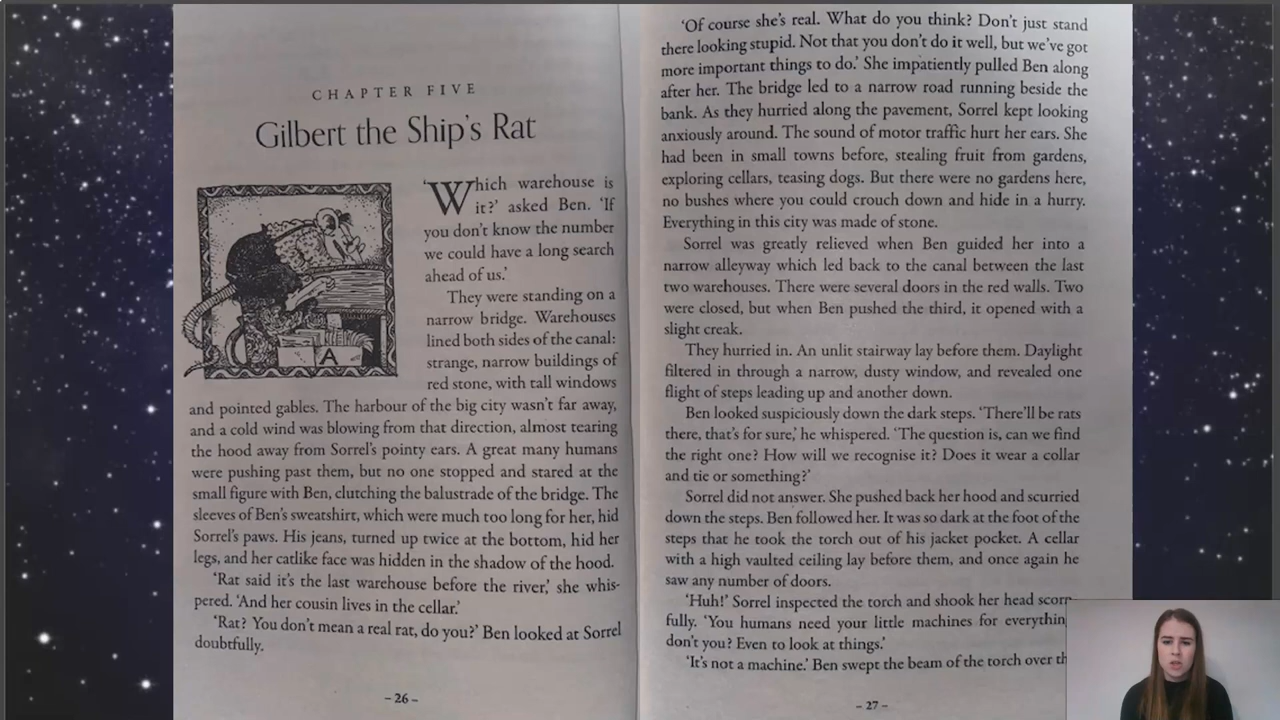 CHAPTER FIVE
Gilbert the Ship's Rat
'Which warehouse is
it?' asked Ben. 'If
you don't know the number
we could have a long search
ahead of us.'
They were standing on a
narrow bridge. Warehouses
lined both sides of the canal:
strange, narrow buildings of
red stone, with tall windows
and pointed gables. The harbour of the big city wasn't far away,
and a cold wind was blowing from that direction, almost tearing
the hood away from Sorrel's pointy ears. A great many humans
were pushing past them, but no one stopped and stared at the
small figure with Ben, clutching the balustrade of the bridge. The
sleeves of Ben's sweatshirt, which were much too long for her, hid
Sorrel's paws. His jeans, turned up twice at the bottom, hid her
legs, and her catlike face was hidden in the shadow of the hood.
'Rat said it's the last warehouse before the river,' she whis-
pered. 'And her cousin lives in the cellar.'
'Rat? You don't mean a real rat, do you?' Ben looked at Sorrel
doubtfully.
– 26 –
A
'Of course she's real. What do you think? Don't just stand
there looking stupid. Not that you don't do it well, but we've got
more important things to do.' She impatiently pulled Ben along
after her. The bridge led to a narrow road running beside the
bank. As they hurried along the pavement, Sorrel kept looking
anxiously around. The sound of motor traffic hurt her ears. She
had been in small towns before, stealing fruit from gardens,
exploring cellars, teasing dogs. But there were no gardens here,
no bushes where you could crouch down and hide in a hurry.
Everything in this city was made of stone.
Sorrel was greatly relieved when Ben guided her into a
narrow alleyway which led back to the canal between the last
two warehouses. There were several doors in the red walls. Two
were closed, but when Ben pushed the third, it opened with a
slight creak.
They hurried in. An unlit stairway lay before them. Daylight
filtered in through a narrow, dusty window, and revealed one
flight of steps leading up and another down.
Ben looked suspiciously down the dark steps. 'There'll be rats
there, that's for sure,' he whispered. 'The question is, can we find
the right one? How will we recognise it? Does it wear a collar
and tie or something?'
Sorrel did not answer. She pushed back her hood and scurried
down the steps. Ben followed her. It was so dark at the foot of the
steps that he took the torch out of his jacket pocket. A cellar
with a high vaulted ceiling lay before them, and once again he
saw any number of doors.
'Huh!' Sorrel inspected the torch and shook her head scorn-
fully. 'You humans need your little machines for everythin
don't you? Even to look at things.'
'It's not a machine.' Ben swept the beam of the torch over th
– 27 –